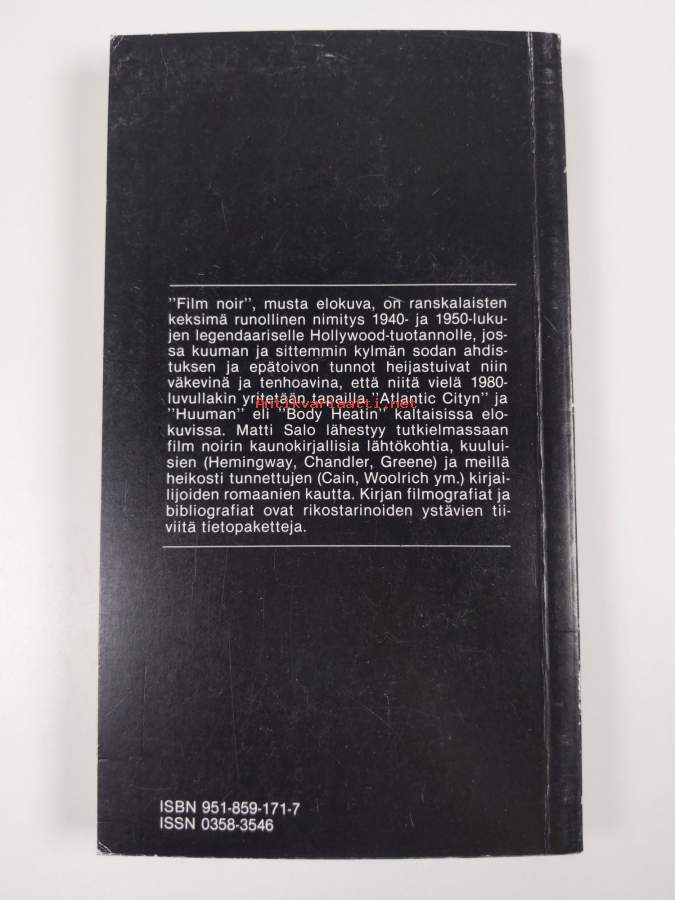 "Film noir", musta elokuva, on ranskalaisten
keksimä runollinen nimitys 1940- ja 1950-luku-
jen legendaariselle Hollywood-tuotannolle, jos-
sa kuuman ja sittemmin kylmän sodan ahdis-
tuksen ja epätoivon tunnot heijastuivat niin
väkevinä ja tenhoavina, että niitä vielä 1980-
luvullakin yritetään tapailla "Atlantic Cityn" ja
Antikvariaatti.net
"Huuman" eli "Body Heatin" kaltaisissa elo-
kuvissa. Matti Salo lähestyy tutkielmassaan
film noirin kaunokirjallisia lähtökohtia, kuului-
sien (Hemingway, Chandler, Greene) ja meillä
heikosti tunnettujen (Cain, Woolrich ym.) kirjai-
lijoiden romaanien kautta. Kirjan filmografiat ja
bibliografiat ovat rikostarinoiden ystävien tii-
viitä tietopaketteja.
ISBN 951-859-171-7
ISSN 0358-3546